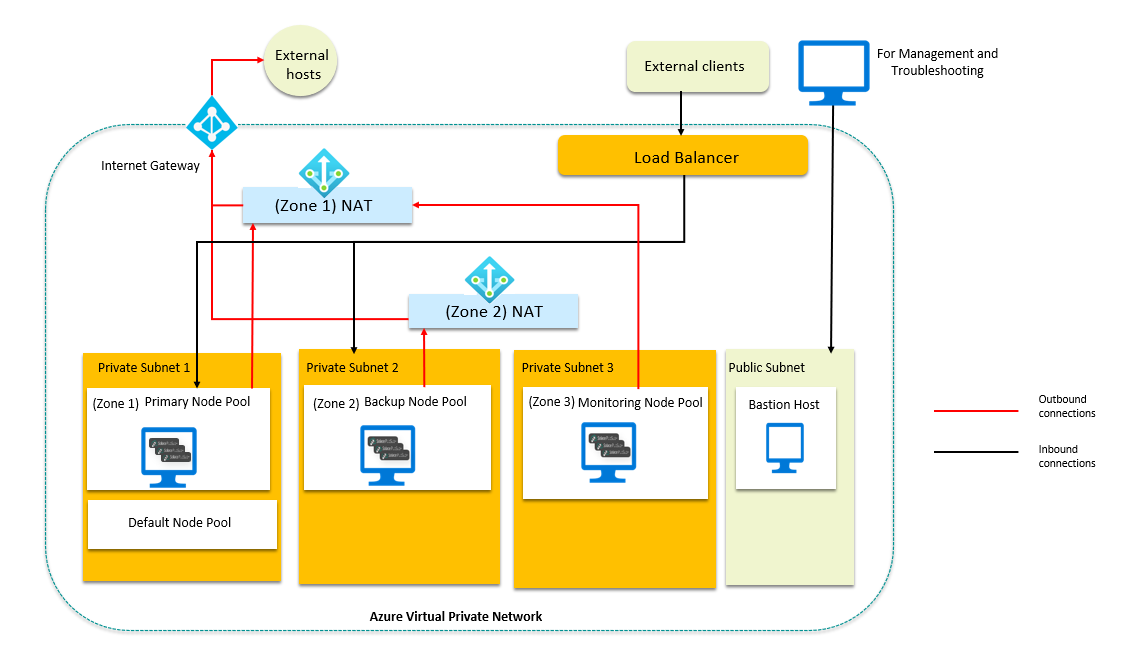 External
hosts
External clients
For Management and
Troubleshooting
Internet Gateway
Load Balancer
(Zone 1) NAT
(Zone 2) NAT
Private Subnet 1
Private Subnet 2
Private Subnet 3
Public Subnet
(Zone 1) Primary Node Pool
(Zone 2) Backup Node Pool
(Zone 3) Monitoring Node Pool
Bastion Host
Default Node Pool
Outbound
connections
Inbound
connections
Azure Virtual Private Network